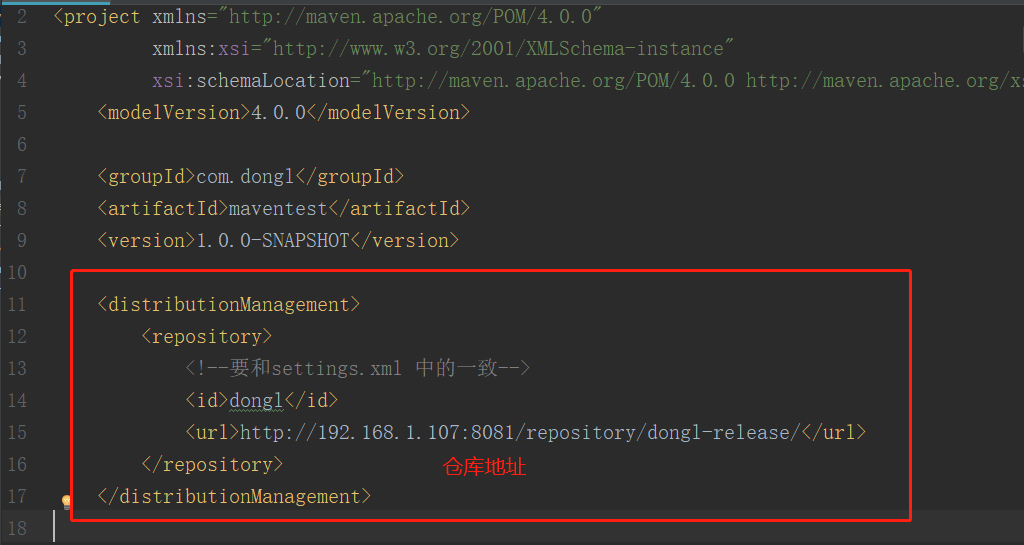 2 <project xmlns="http://maven.apache.org/POM/4.0.0"
3 xmlns:xsi="http://www.w3.org/2001/XMLSchema-instance"
4 xsi:schemaLocation="http://maven.apache.org/POM/4.0.0 http://maven.apache.org/xs
5 <modelVersion>4.0.0</modelVersion>
6
7 <groupId>com.dongl</groupId>
8 <artifactId>maventest</artifactId>
9 <version>1.0.0-SNAPSHOT</version>
10
11 <distributionManagement>
12 <repository>
13 <!--要和settings.xml 中的一致-->
14 <id>dongl</id>
15 <url>http://192.168.1.107:8081/repository/dongl-release/</url>
16 </repository> 仓库地址
17 </distributionManagement>
18